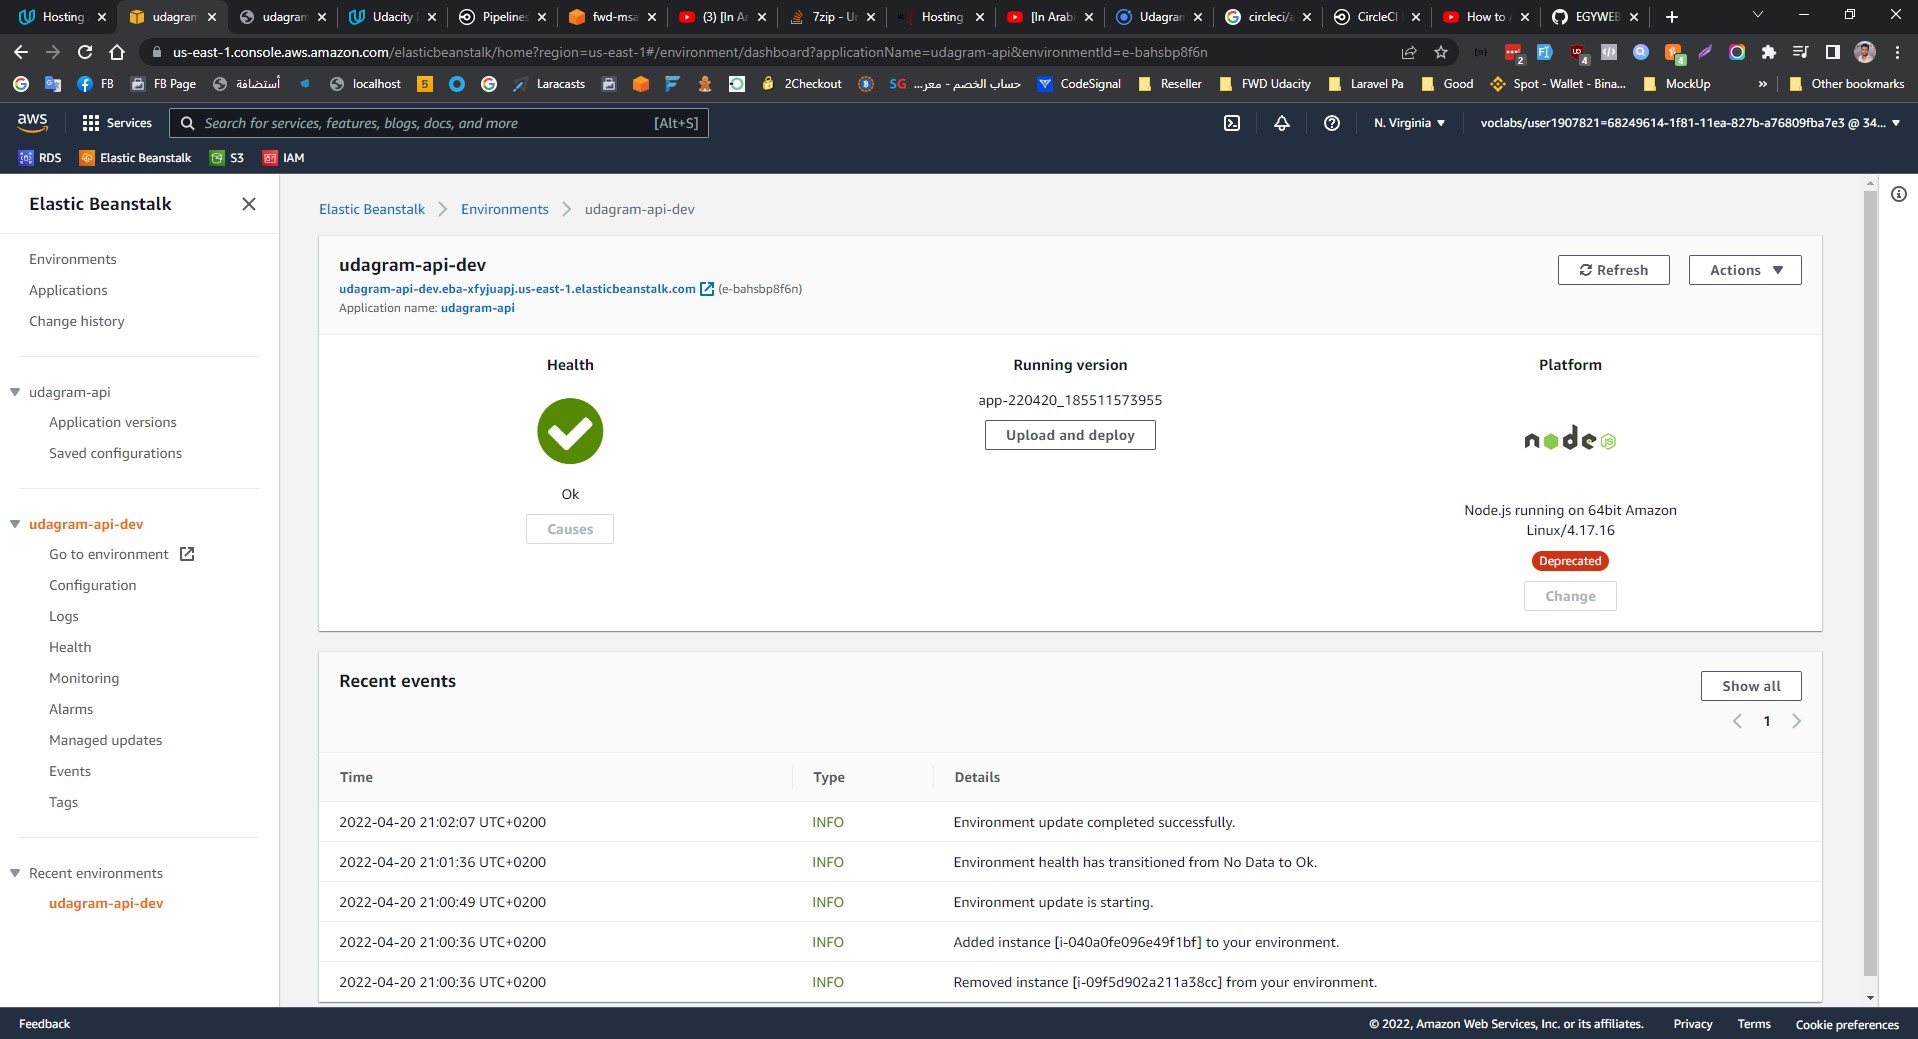 Hosting
udagram
udagram
Udacity
Pipelines
fwd-msa
(3) [In Ar
7zip - Ur
Hosting
[In Arabi
Udagran
circleci/a
CircleCI
How to
EGYWEB
us-east-1.console.aws.amazon.com/elasticbeanstalk/home?region=us-east-1#/environment/dashboard?applicationName=udagram-api&environmentId=e-bahsbp8f6n
2
4
4
FB
FB Page
أستضافة
localhost
5
Laracasts
2Checkout
SG
حساب الخصم - معر...
CodeSignal
Reseller
FWD Udacity
Laravel Pa
Good
Spot - Wallet - Bina...
MockUp
»
Other bookmarks
aws
Services
Search for services, features, blogs, docs, and more
[Alt+S]
N. Virginia
voclabs/user1907821=68249614-1f81-11ea-827b-a76809fba7e3 @ 34...
RDS
Elastic Beanstalk
S3
IAM
Elastic Beanstalk
Environments
Applications
Change history
udagram-api
Application versions
Saved configurations
udagram-api-dev
Go to environment
Configuration
Logs
Health
Monitoring
Alarms
Managed updates
Events
Tags
Recent environments
udagram-api-dev
Elastic Beanstalk
Environments
udagram-api-dev
udagram-api-dev
udagram-api-dev.eba-xfyjuapj.us-east-1.elasticbeanstalk.com (e-bahsbp8f6n)
Application name: udagram-api
Refresh
Actions
Health
Ok
Causes
Running version
app-220420_185511573955
Upload and deploy
Platform
node JS
Node.js running on 64bit Amazon
Linux/4.17.16
Deprecated
Change
Recent events
Show all
1
Time Type Details
2022-04-20 21:02:07 UTC+0200 INFO Environment update completed successfully.
2022-04-20 21:01:36 UTC+0200 INFO Environment health has transitioned from No Data to Ok.
2022-04-20 21:00:49 UTC+0200 INFO Environment update is starting.
2022-04-20 21:00:36 UTC+0200 INFO Added instance [i-040a0fe096e49f1bf] to your environment.
2022-04-20 21:00:36 UTC+0200 INFO Removed instance [i-09f5d902a211a38cc] from your environment.
Feedback
© 2022, Amazon Web Services, Inc. or its affiliates.
Privacy
Terms
Cookie preferences